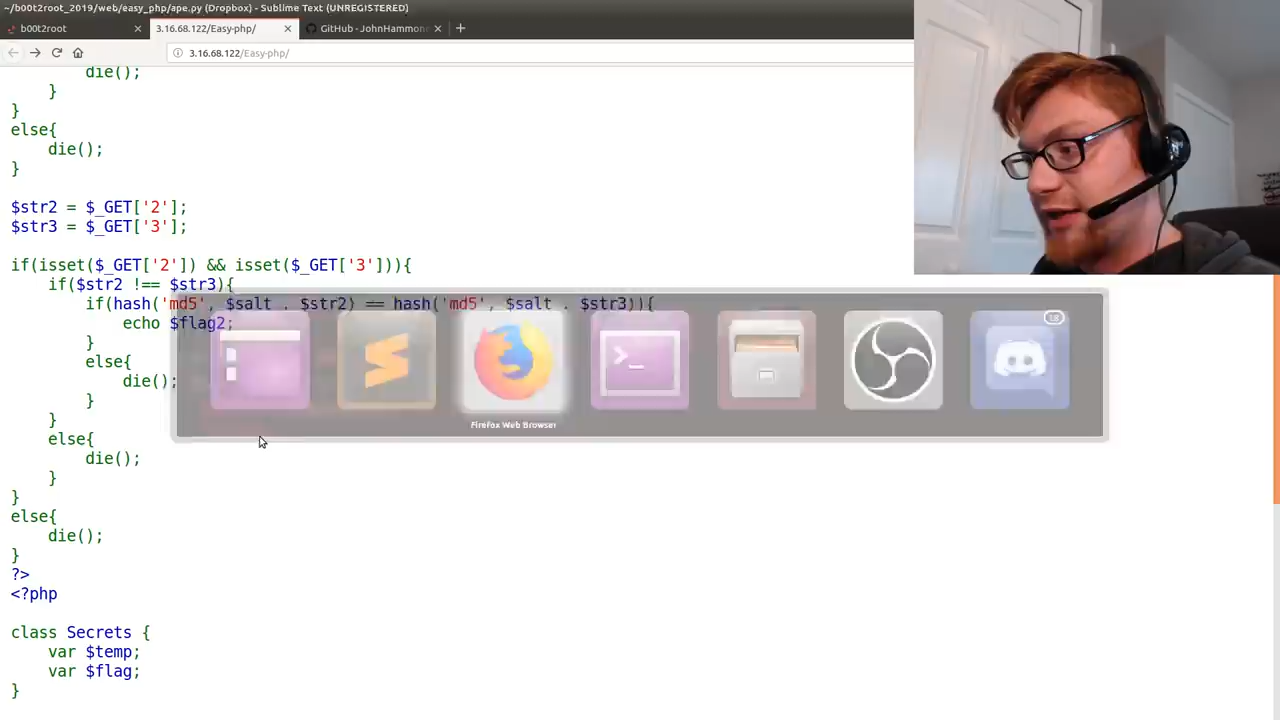 ~/b00t2root_2019/web/easy_php/ape.py (Dropbox) - Sublime Text (UNREGISTERED)
b00t2root
3.16.68.122/Easy-php/
GitHub - JohnHammon
3.16.68.122/Easy-php/
die();
}
}
else{
die();
}
$str2 = $_GET['2'];
$str3 = $_GET['3'];
if(isset($_GET['2']) && isset($_GET['3'])){
if($str2 !== $str3){
if(hash('md5', $salt . $str2) == hash('md5', $salt . $str3)){
echo $flag2;
}
else{
die();
}
}
else{
die();
}
}
else{
die();
}
?>
<?php
class Secrets {
var $temp;
var $flag;
}
18
Firefox Web Browser